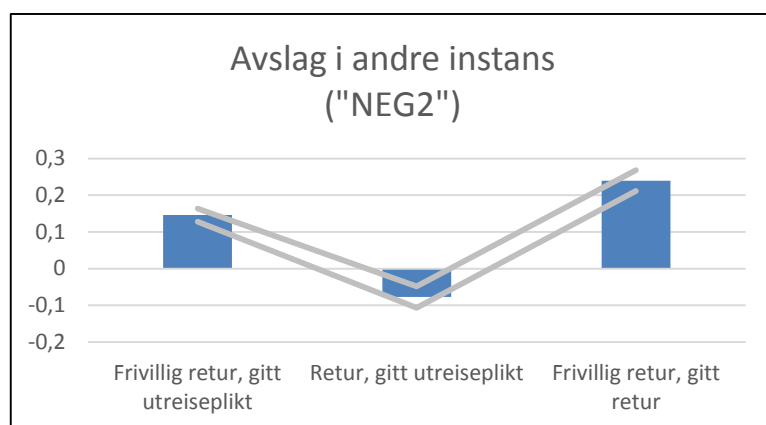 Avslag i andre instans
("NEG2")
0,3
0,2
0,1
0
-0,1
-0,2
Frivillig retur, gitt
utreiseplikt
Retur, gitt utreiseplikt
Frivillig retur, gitt
retur